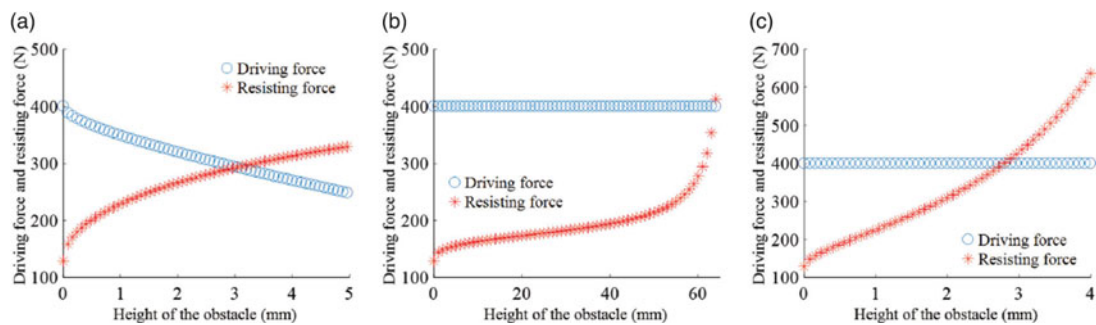 (a)
Driving and resisting force (N)
500
400
300
200
100
Driving force
Resisting force
0 1 2 3 4 5
Height of the obstacle (mm)
(b)
Driving force and resisting force (N)
500
400
300
200
100
Driving force
Resisting force
0 20 40 60
Height of the obstacle (mm)
(c)
Driving force and resisting force (N)
700
600
500
400
300
200
100
Driving force
Resisting force
0 1 2 3 4
Height of the obstacle (mm)